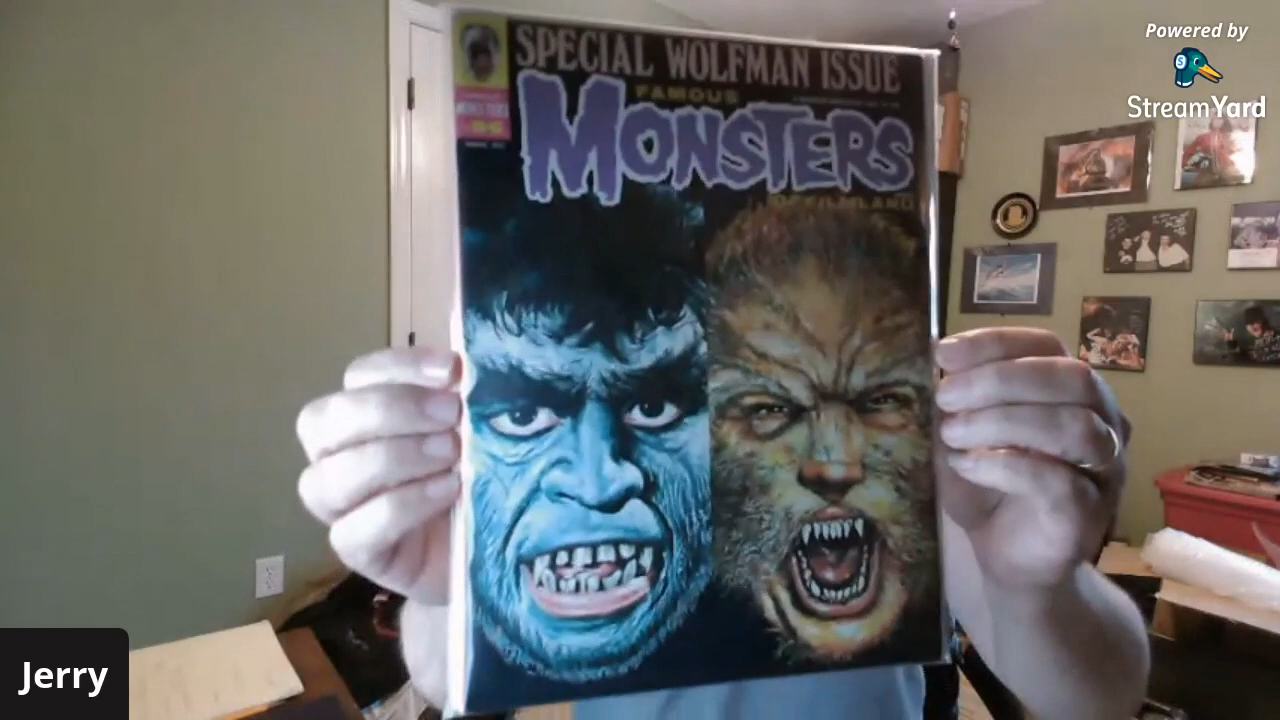 Powered by
StreamYard
SPECIAL WOLFMAN ISSUE
FAMOUS
MONSTERS
Jerry